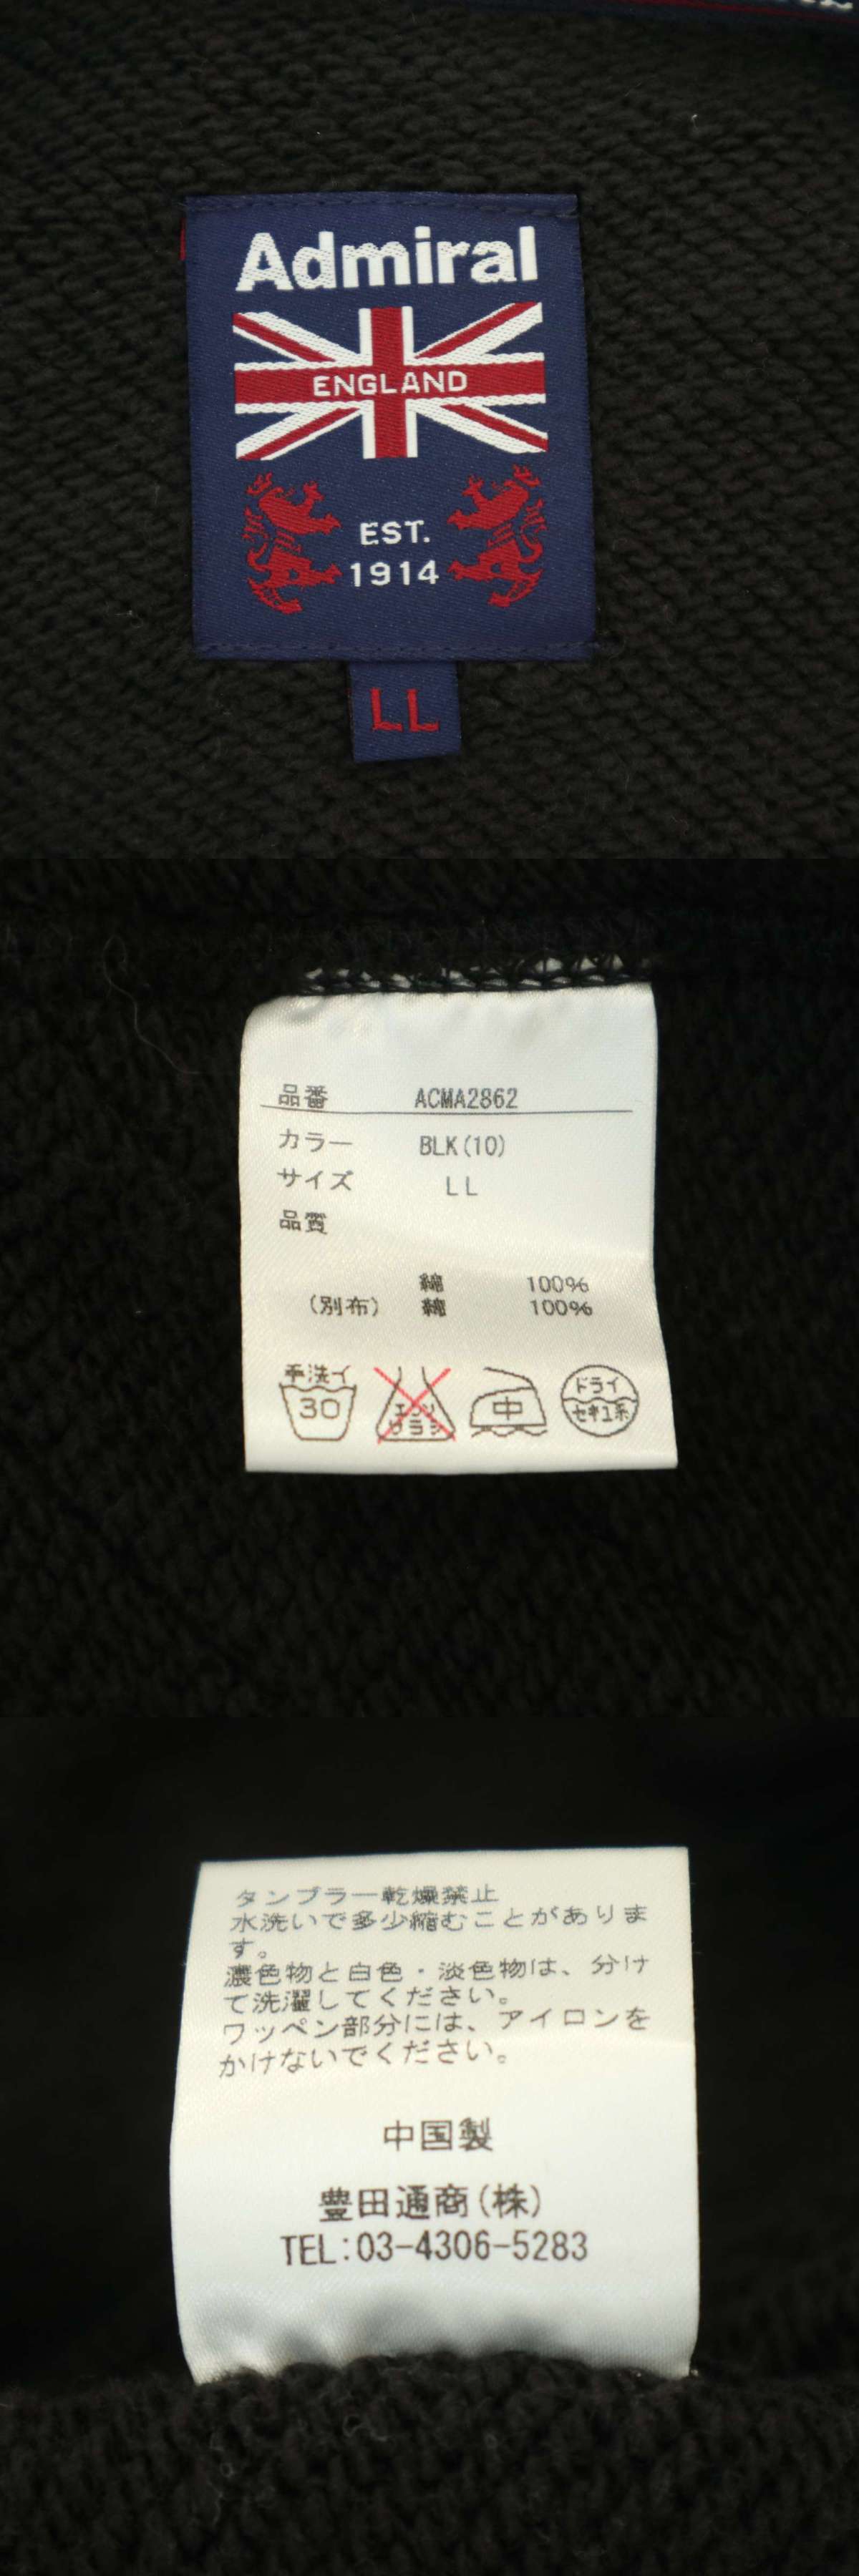 Admiral
ENGLAND
EST.
1914
LL
品番 ACMA2862
カラー BLK(10)
サイズ LL
品質
綿 100%
(別布) 綿 100%
手洗イ
30
エンソ
サラシ
中
ドライ
セキユ系
タンブラー乾燥禁止
水洗いで多少縮むことがありま
す。
濃色物と白色・淡色物は、分け
て洗濯してください。
ワッペン部分には、アイロンを
かけないでください。
中国製
豊田通商(株)
TEL:03-4306-5283